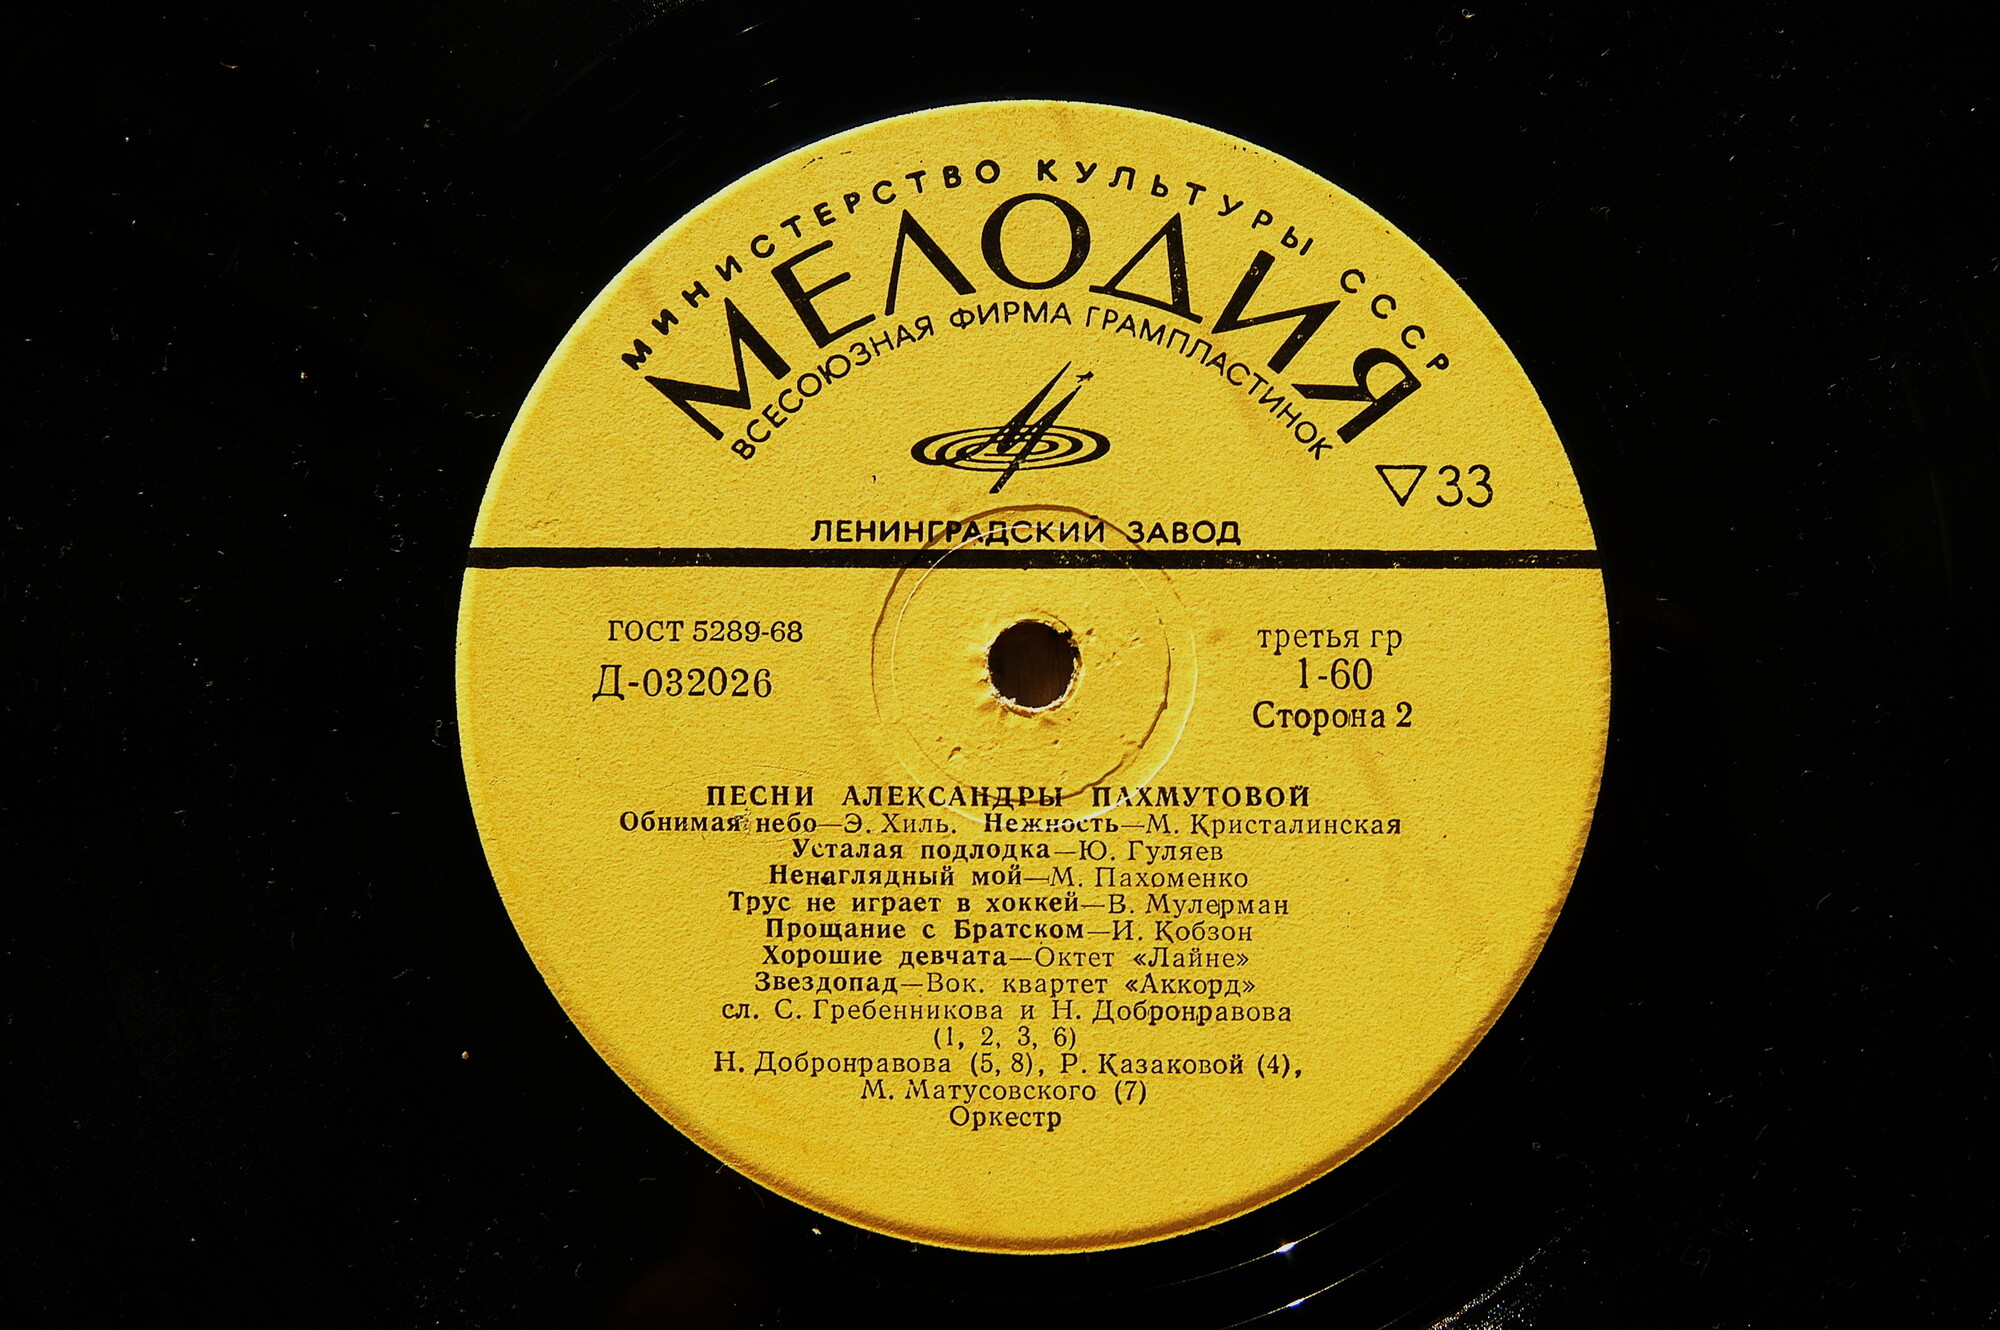 МИНИСТЕРСТВО КУЛЬТУРЫ СССР
МЕЛОДИЯ
ВСЕСОЮЗНАЯ ФИРМА ГРАМПЛАСТИНОК
33
ЛЕНИНГРАДСКИЙ ЗАВОД
ГОСТ 5289-68
Д-032026
третья гр
1-60
Сторона 2
ПЕСНИ АЛЕКСАНДРЫ ПАХМУТОВОЙ
Обнимая небо—Э. Хиль. Нежность—М. Кристалинская
Усталая подлодка—Ю. Гуляев
Ненаглядный мой—М. Пахоменко
Трус не играет в хоккей—В. Мулерман
Прощание с Братском—И. Кобзон
Хорошие девчата—Октет «Лайне»
Звездопад—Вок. квартет «Аккорд»
сл. С. Гребенникова и Н. Добронравова
(1, 2, 3, 6)
Н. Добронравова (5, 8), Р. Казаковой (4),
М. Матусовского (7)
Оркестр